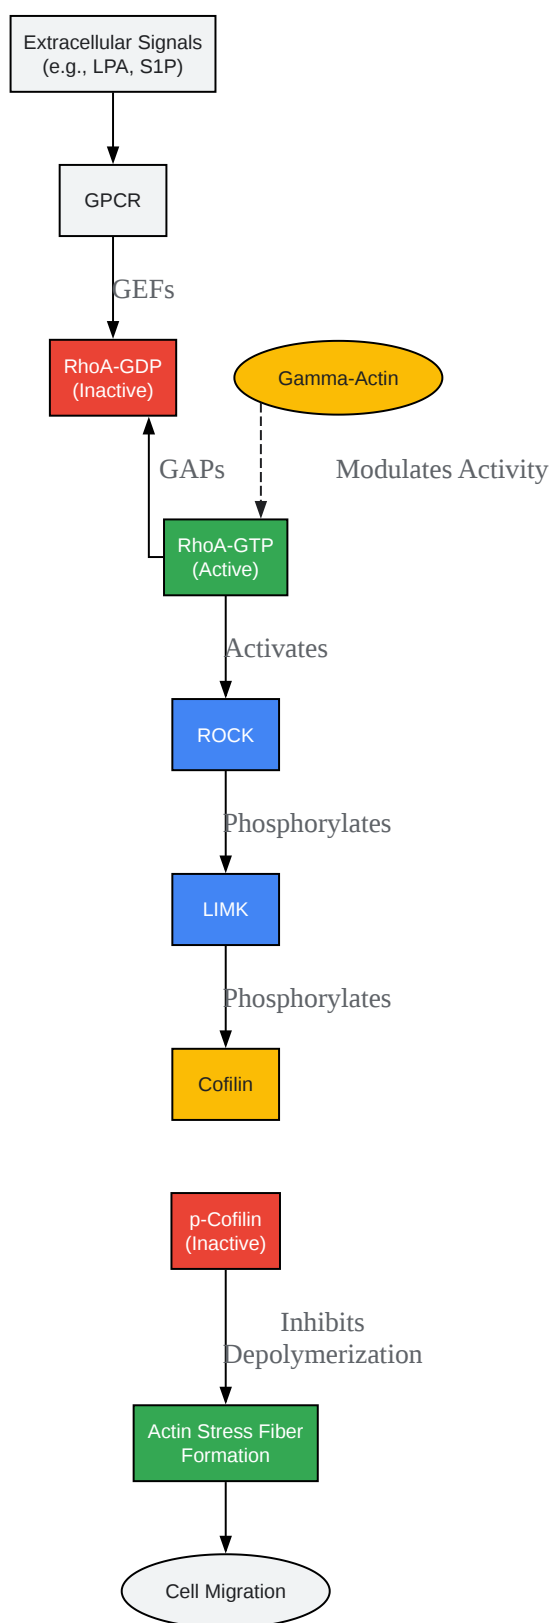 Extracellular Signals
(e.g., LPA, S1P)
GPCR
GEFs
RhoA-GDP
(Inactive)
Gamma-Actin
GAPs
Modulates Activity
RhoA-GTP
(Active)
Activates
ROCK
Phosphorylates
LIMK
Phosphorylates
Cofilin
p-Cofilin
(Inactive)
Inhibits
Depolymerization
Actin Stress Fiber
Formation
Cell Migration